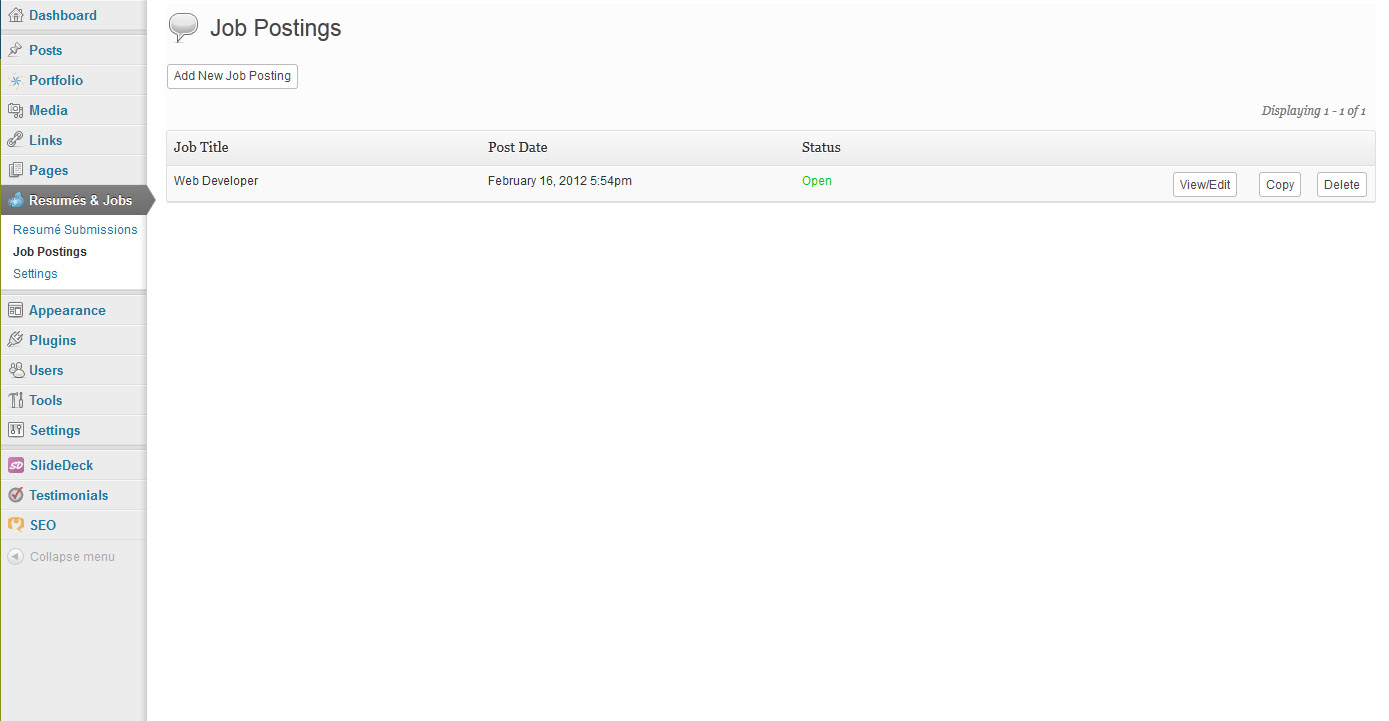 Dashboard
Posts
Portfolio
Media
Links
Pages
Resumés & Jobs
Resumé Submissions
Job Postings
Settings
Appearance
Plugins
Users
Tools
Settings
SD SlideDeck
Testimonials
SEO
Collapse menu
Job Postings
Add New Job Posting
Displaying 1 - 1 of 1
Job Title Post Date Status
Web Developer February 16, 2012 5:54pm Open View/Edit Copy Delete